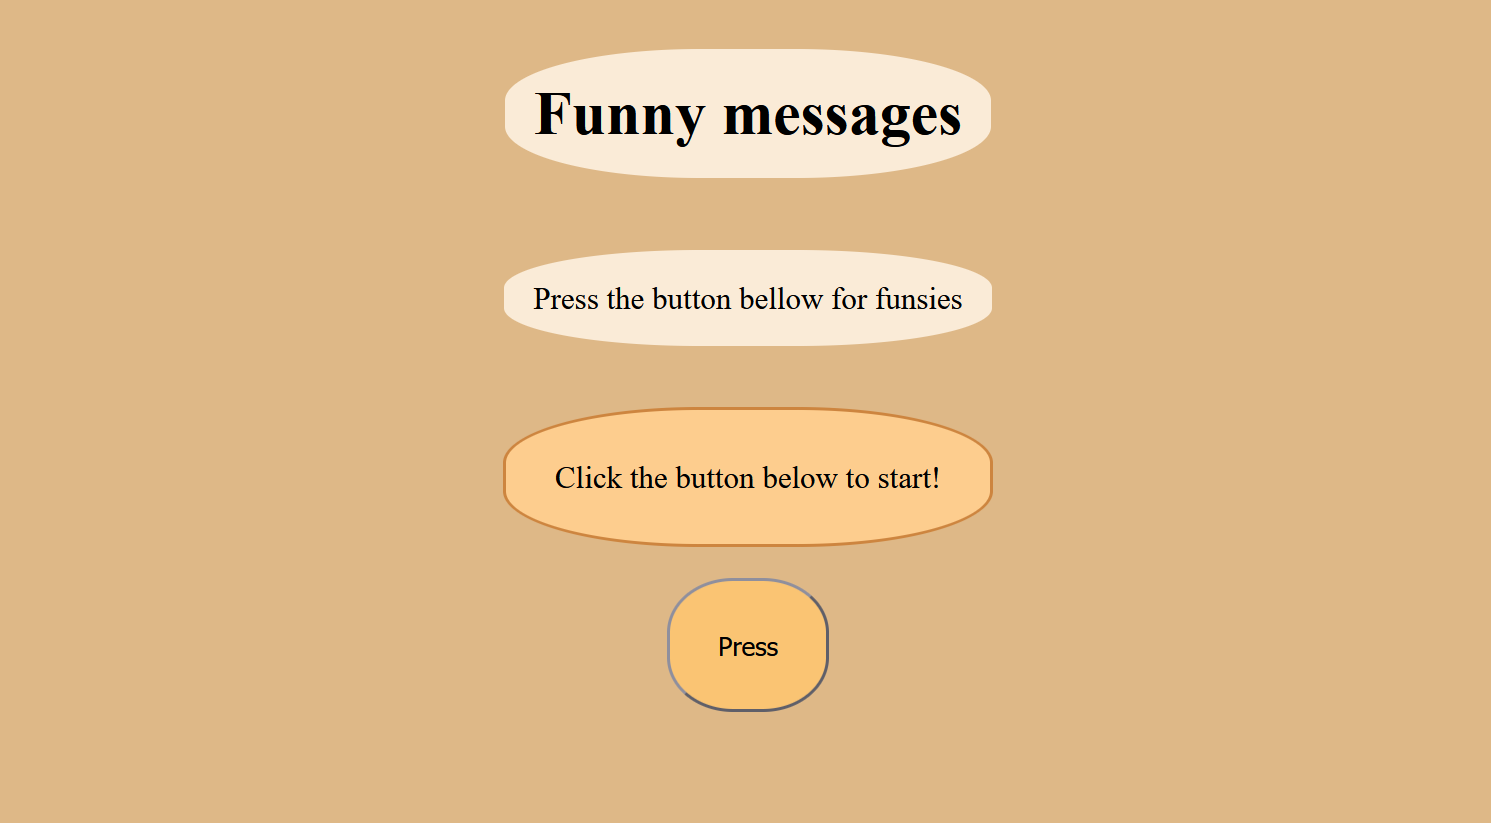 Funny messages
Press the button bellow for funsies
Click the button below to start!
Press